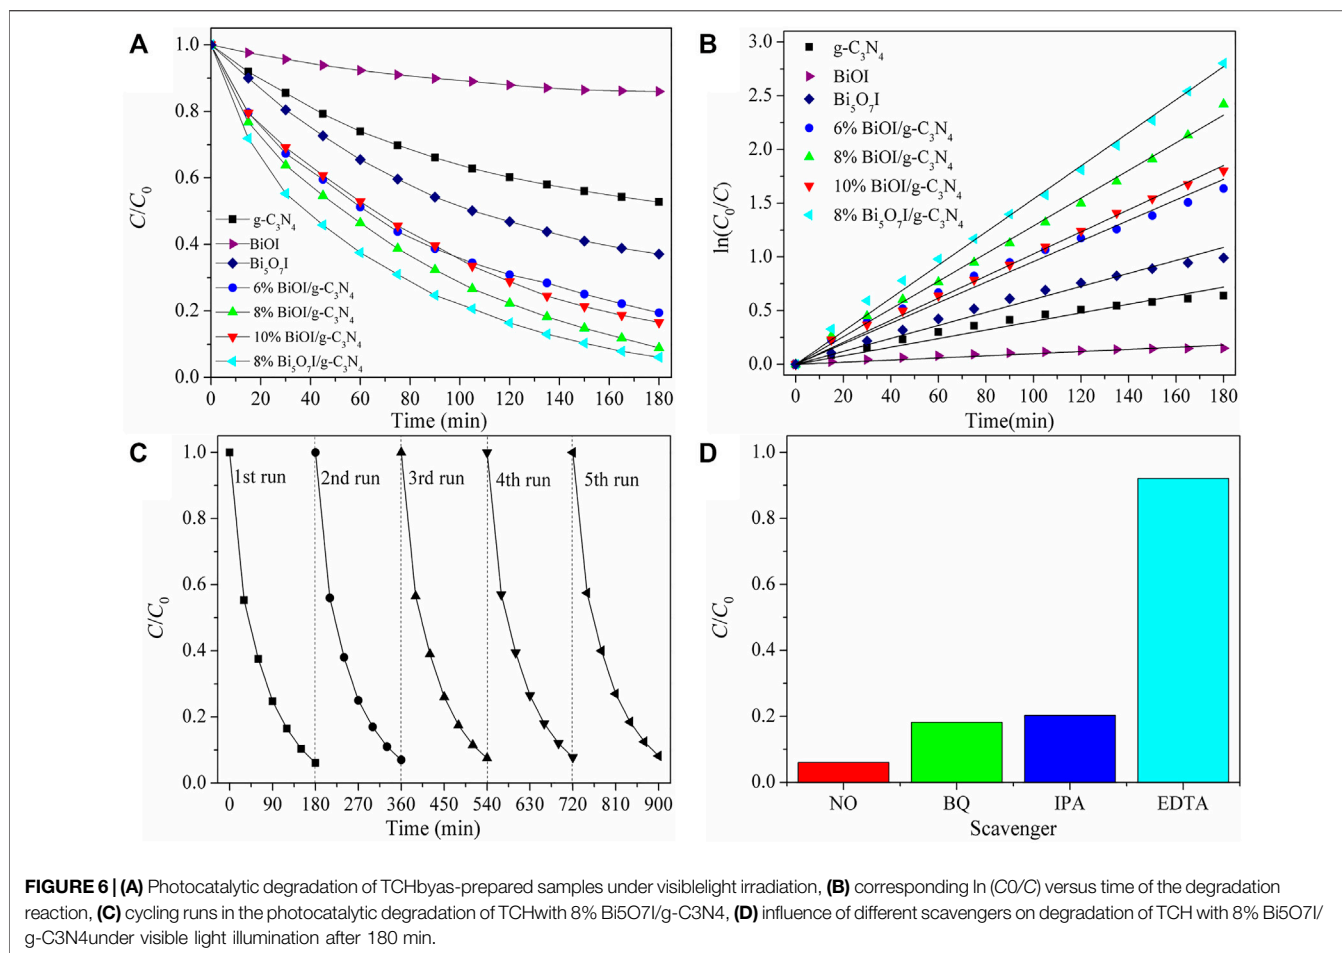 A
1.0
0.8
0.6
0.4
0.2
0.0
C/C0
0 20 40 60 80 100 120 140 160 180
Time (min)
g-C3N4
BiOI
Bi5O7I
6% BiOI/g-C3N4
8% BiOI/g-C3N4
10% BiOI/g-C3N4
8% Bi5O7I/g-C3N4
B
3.0
2.5
2.0
1.5
1.0
0.5
0.0
ln(C0/C)
0 20 40 60 80 100 120 140 160 180
Time(min)
g-C3N4
BiOI
Bi5O7I
6% BiOI/g-C3N4
8% BiOI/g-C3N4
10% BiOI/g-C3N4
8% Bi5O7I/g-C3N4
C
1.0
0.8
0.6
0.4
0.2
0.0
C/C0
1st run 2nd run 3rd run 4th run 5th run
0 90 180 270 360 450 540 630 720 810 900
Time (min)
D
1.0
0.8
0.6
0.4
0.2
0.0
C/C0
NO BQ IPA EDTA
Scavenger
FIGURE 6 | (A) Photocatalytic degradation of TCHbyas-prepared samples under visiblelight irradiation, (B) corresponding ln (C0/C) versus time of the degradation
reaction, (C) cycling runs in the photocatalytic degradation of TCHwith 8% Bi5O7I/g-C3N4, (D) influence of different scavengers on degradation of TCH with 8% Bi5O7I/
g-C3N4under visible light illumination after 180 min.